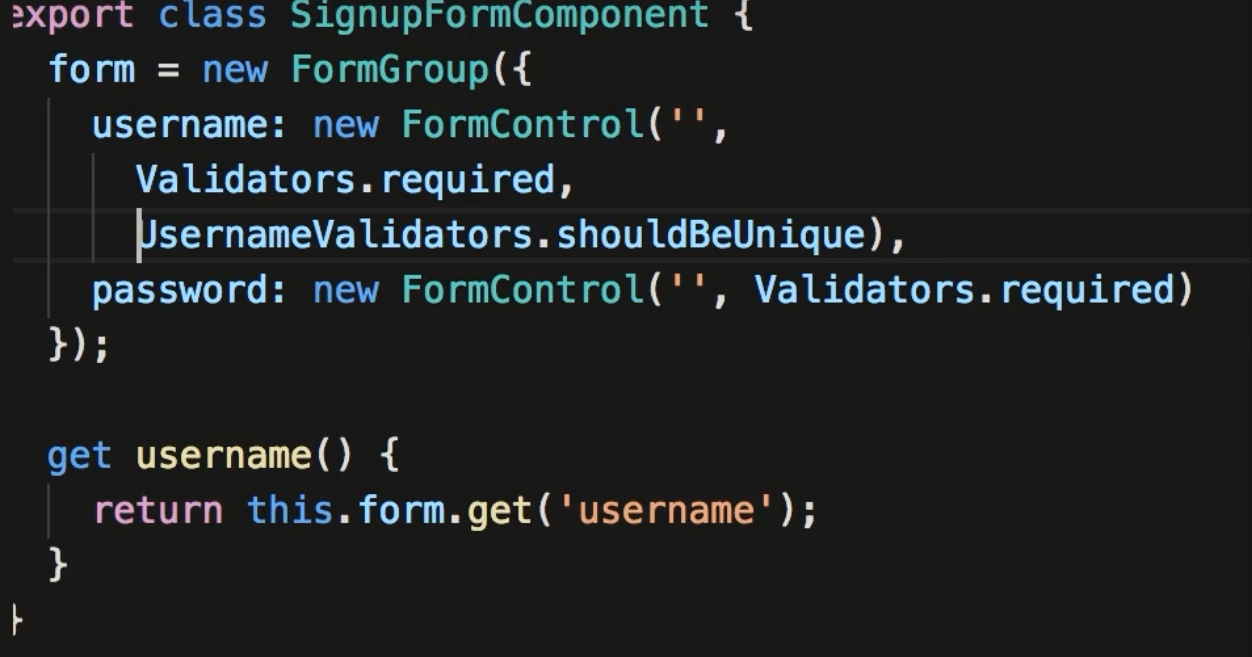 export class SignupFormComponent {
form = new FormGroup({
username: new FormControl('',
Validators.required,
UsernameValidators.shouldBeUnique),
password: new FormControl('', Validators.required)
});
get username() {
return this.form.get('username');
}
}